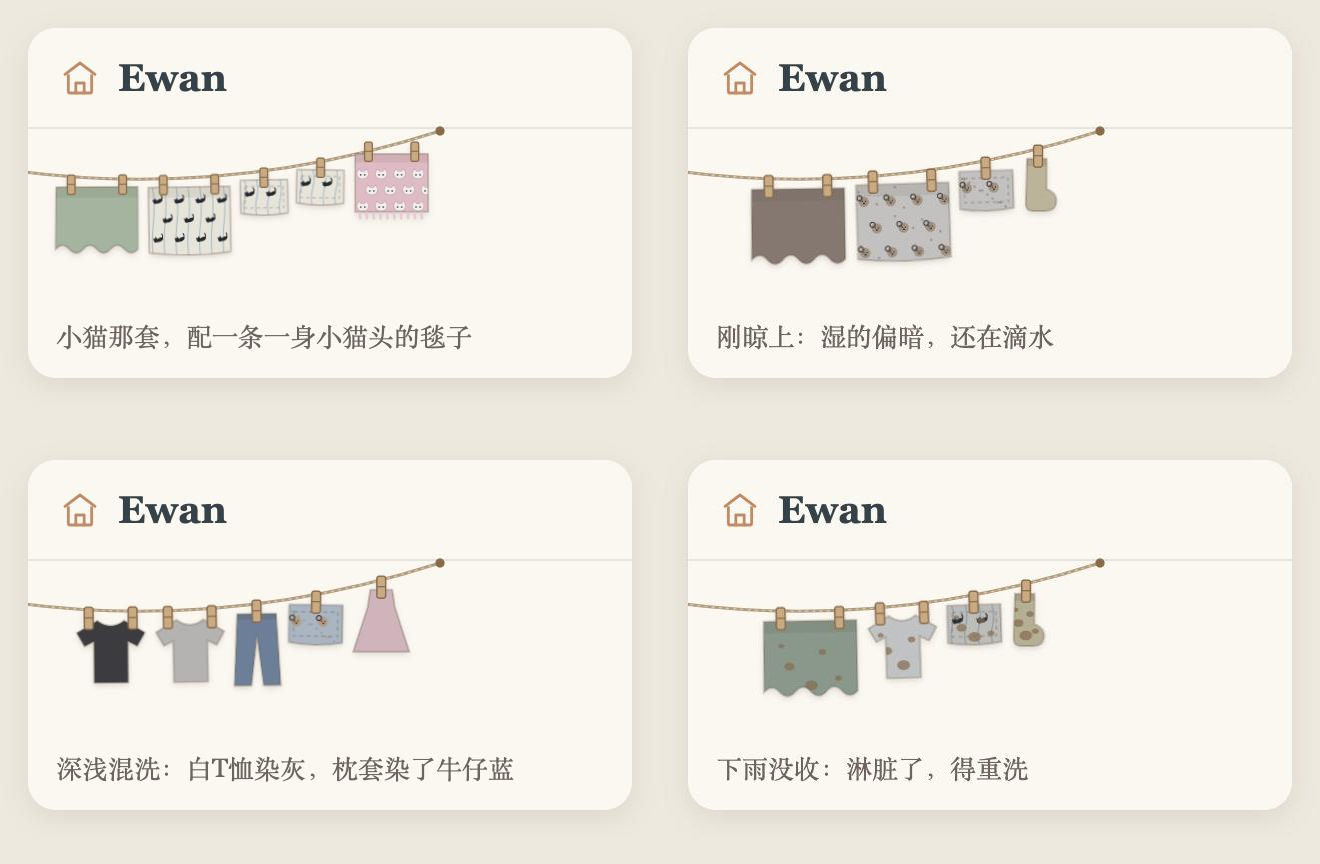 Ewan
小猫那套，配一条一身小猫头的毯子
Ewan
刚晾上：湿的偏暗，还在滴水
Ewan
深浅混洗：白T恤染灰，枕套染了牛仔蓝
Ewan
下雨没收：淋脏了，得重洗